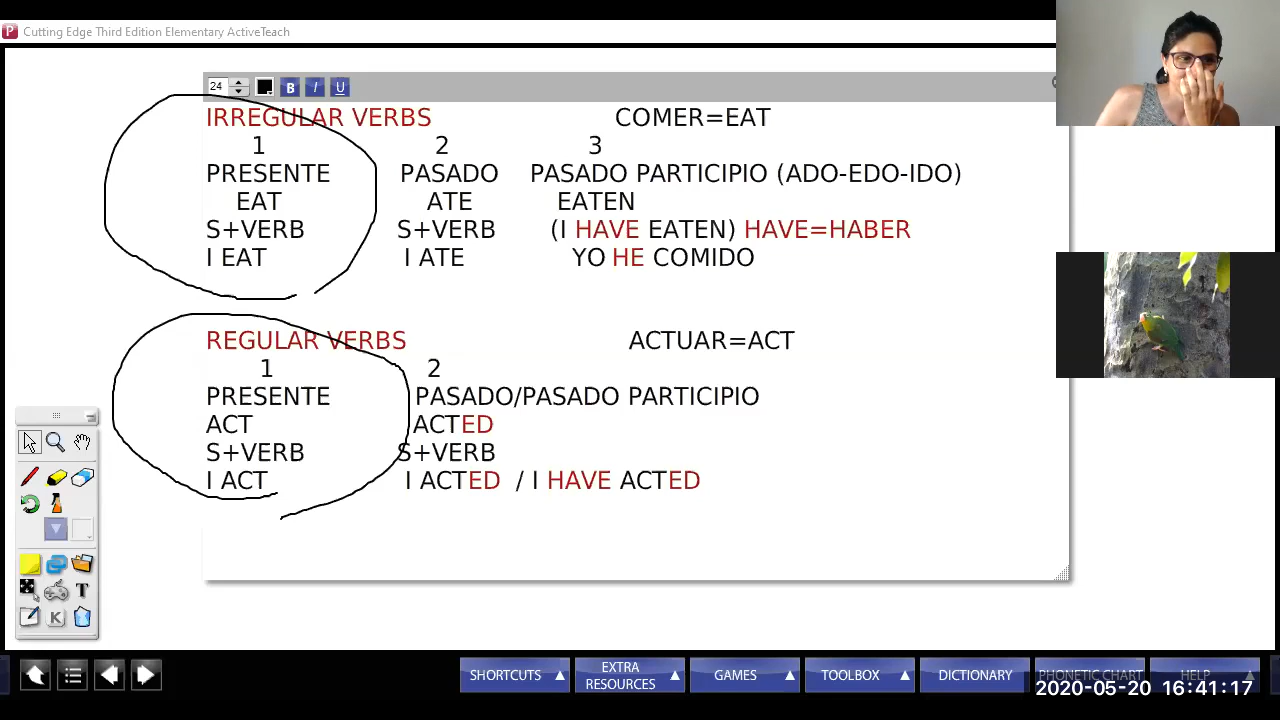 Cutting Edge Third Edition Elementary ActiveTeach
24 B I U
IRREGULAR VERBS COMER=EAT
1 2 3
PRESENTE PASADO PASADO PARTICIPIO (ADO-EDO-IDO)
EAT ATE EATEN
S+VERB S+VERB (I HAVE EATEN) HAVE=HABER
I EAT I ATE YO HE COMIDO
REGULAR VERBS ACTUAR=ACT
1 2
PRESENTE PASADO/PASADO PARTICIPIO
ACT ACTED
S+VERB S+VERB
I ACT I ACTED / I HAVE ACTED
T
K
SHORTCUTS EXTRA RESOURCES GAMES TOOLBOX DICTIONARY PHONETIC CHART HELP
2020-05-20 16:41:17